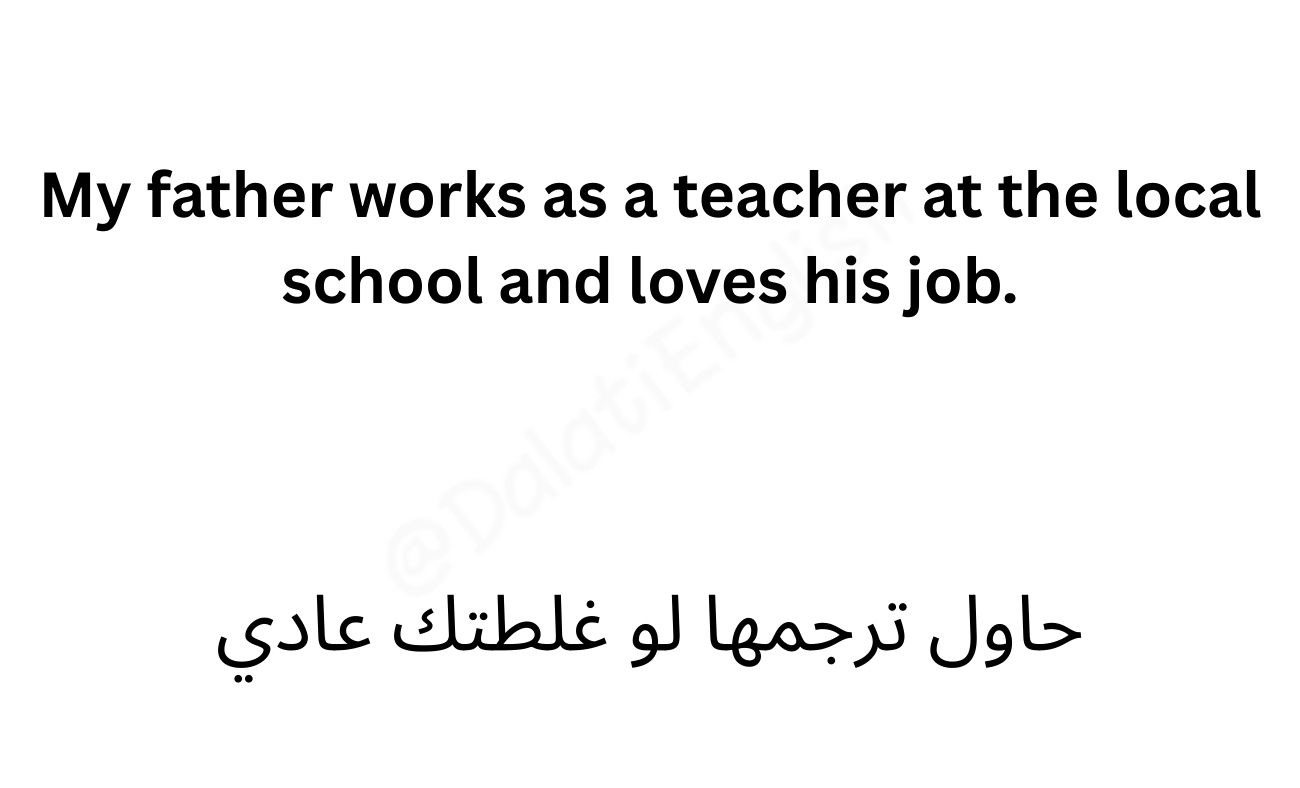 My father works as a teacher at the local
school and loves his job.
@DalatiEnglish
حاول ترجمها لو غلطتك عادي